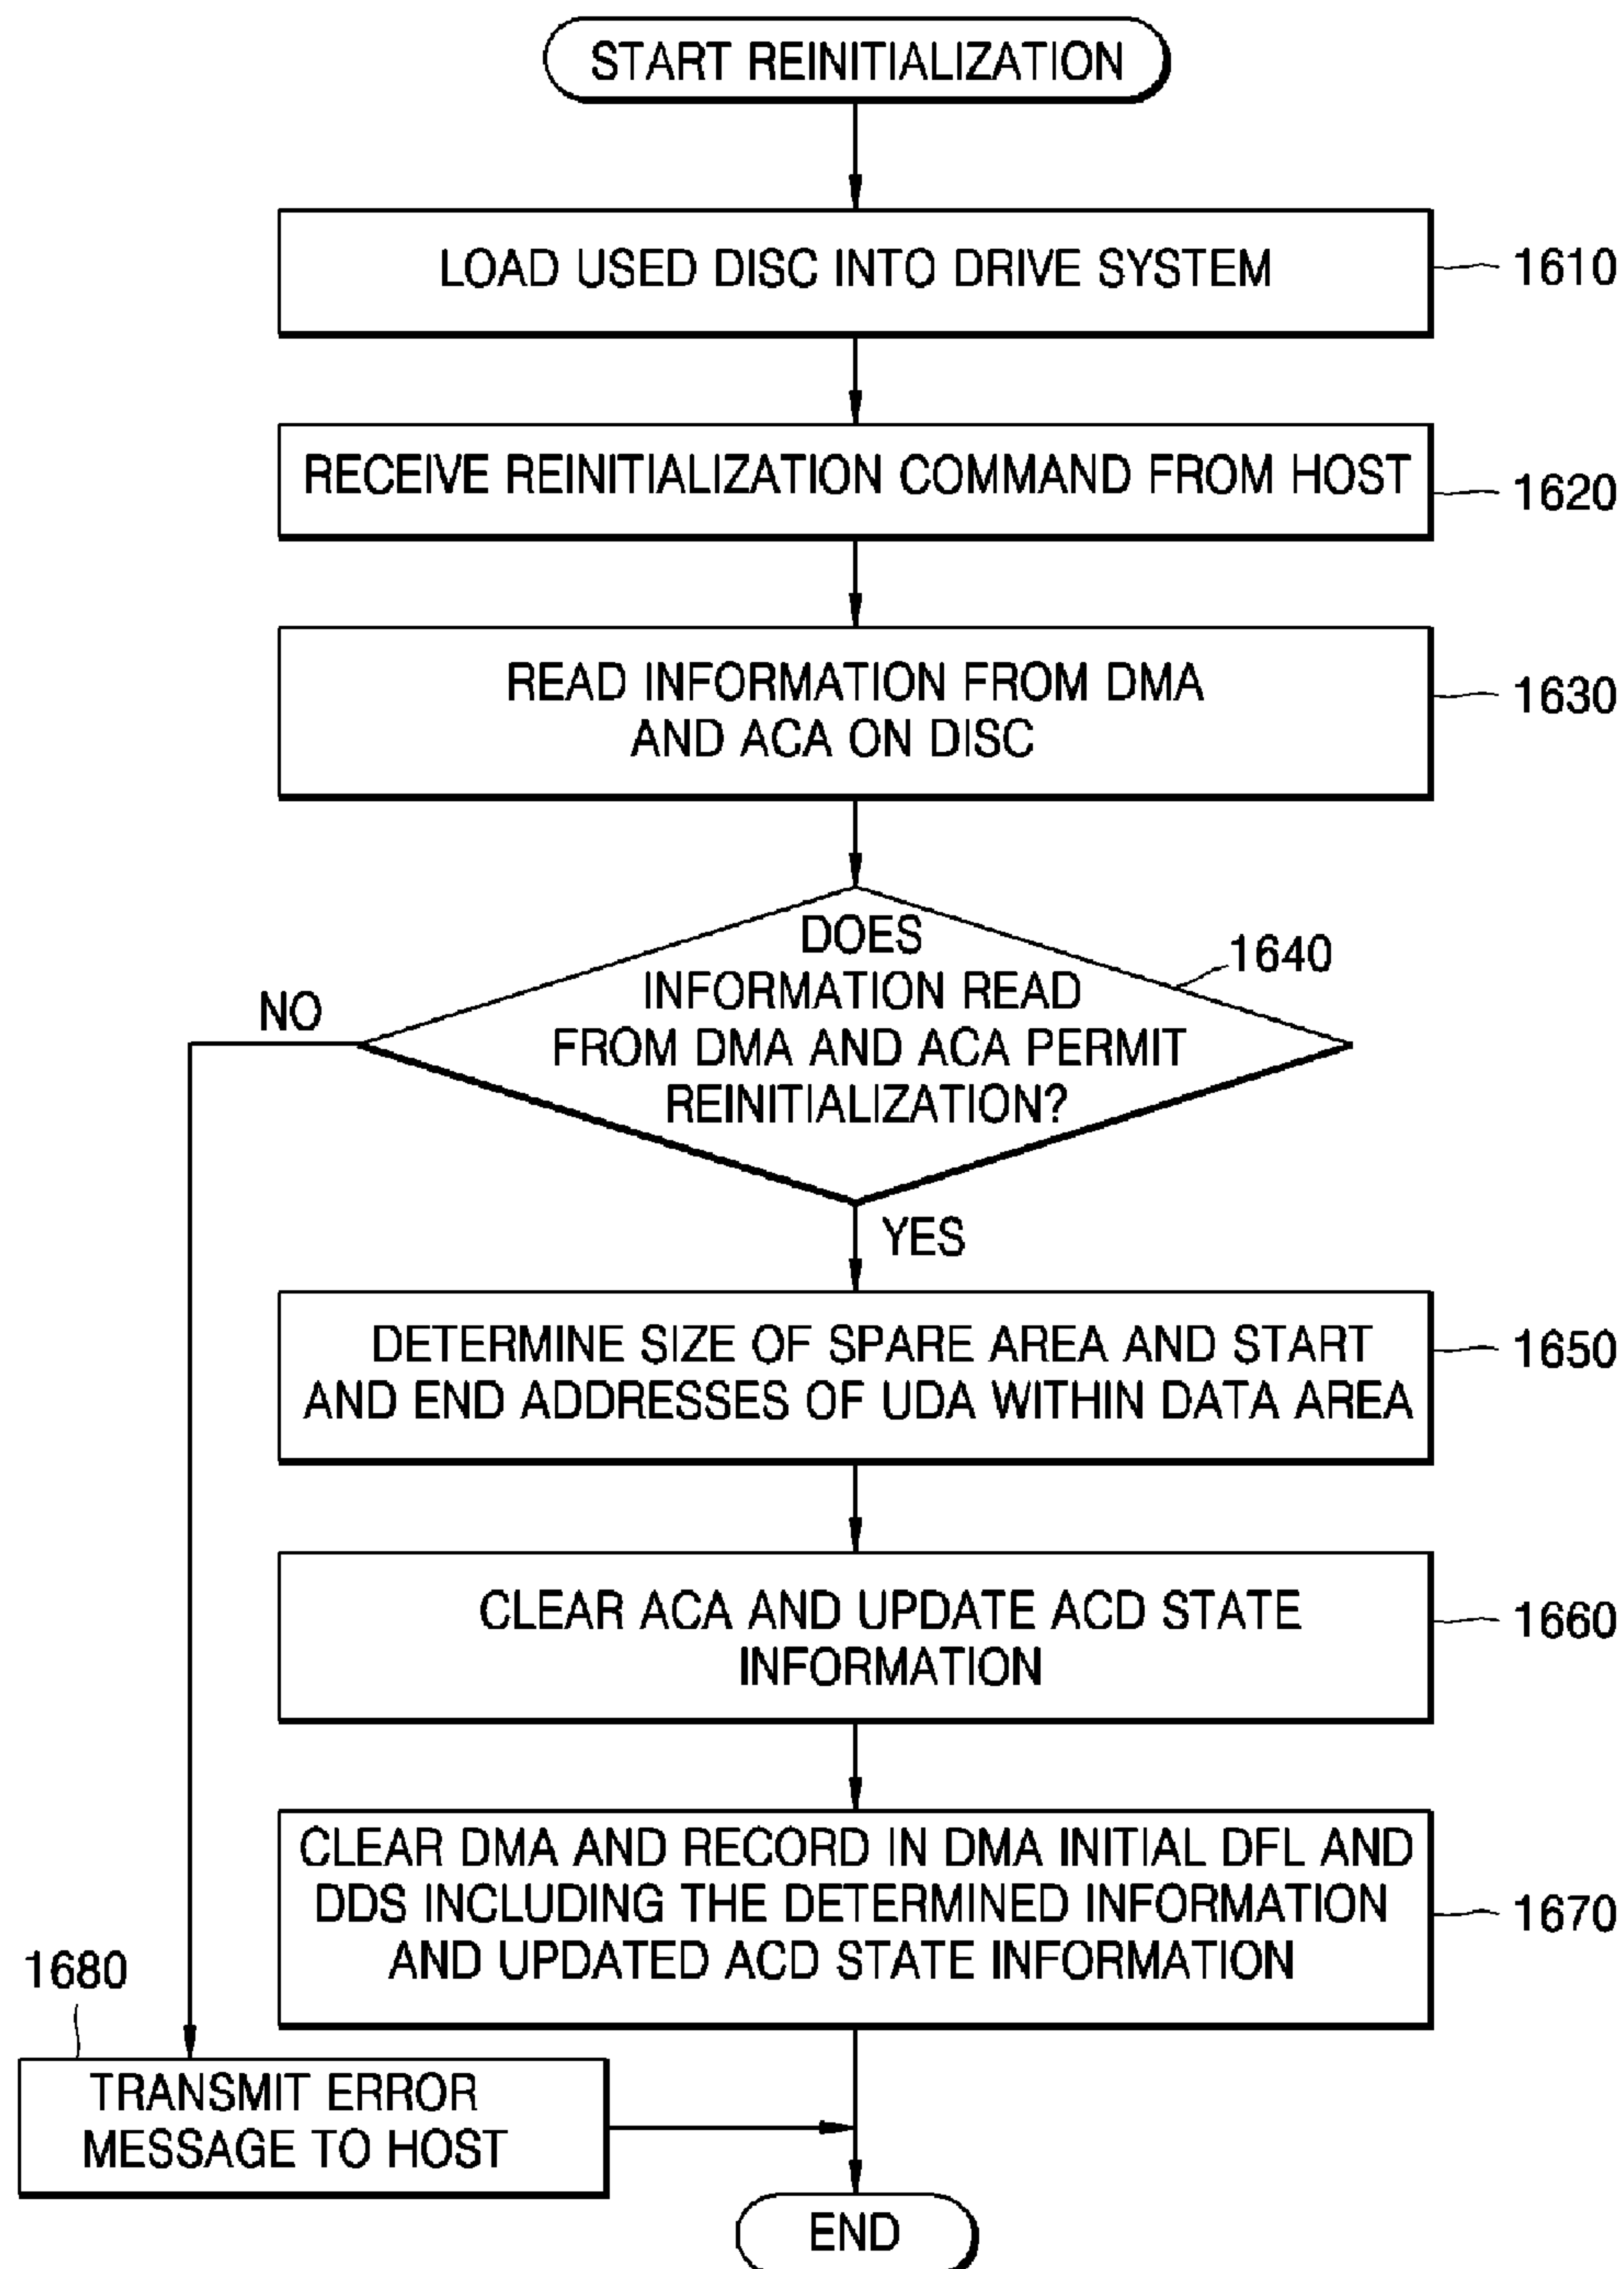 START REINITIALIZATION
LOAD USED DISC INTO DRIVE SYSTEM
1610
RECEIVE REINITIALIZATION COMMAND FROM HOST
1620
READ INFORMATION FROM DMA
AND ACA ON DISC
1630
DOES
INFORMATION READ
FROM DMA AND ACA PERMIT
REINITIALIZATION?
1640
NO
YES
DETERMINE SIZE OF SPARE AREA AND START
AND END ADDRESSES OF UDA WITHIN DATA AREA
1650
CLEAR ACA AND UPDATE ACD STATE
INFORMATION
1660
CLEAR DMA AND RECORD IN DMA INITIAL DFL AND
DDS INCLUDING THE DETERMINED INFORMATION
AND UPDATED ACD STATE INFORMATION
1670
1680
TRANSMIT ERROR
MESSAGE TO HOST
END